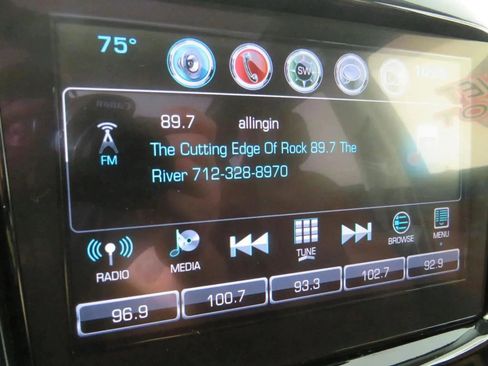 75°
SWA
89.7 allingin
FM
The Cutting Edge Of Rock 89.7 The
River 712-328-8970
RADIO
MEDIA
TUNE
BROWSE
MENU
96.9
100.7
93.3
102.7
92.9